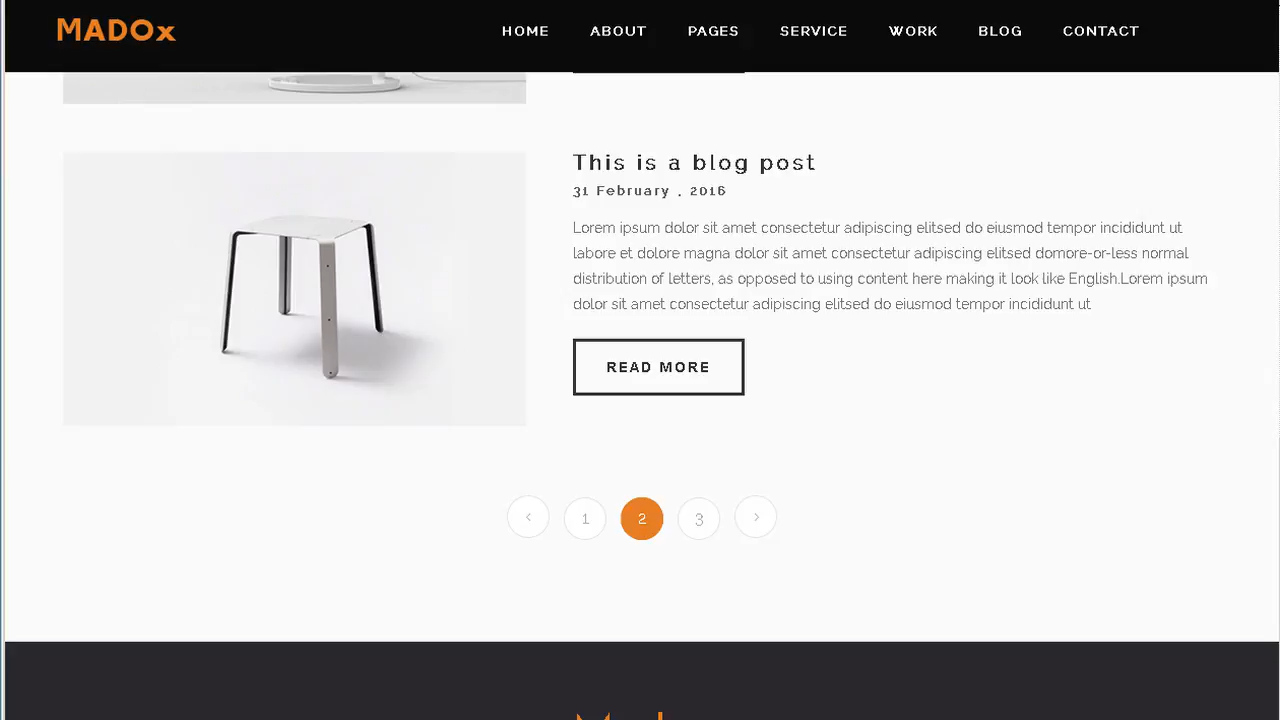 MADOx
HOME ABOUT PAGES SERVICE WORK BLOG CONTACT
This is a blog post
31 February . 2016
Lorem ipsum dolor sit amet consectetur adipiscing elitsed do eiusmod tempor incididunt ut
labore et dolore magna dolor sit amet consectetur adipiscing elitsed domore-or-less normal
distribution of letters, as opposed to using content here making it look like English.Lorem ipsum
dolor sit amet consectetur adipiscing elitsed do eiusmod tempor incididunt ut
READ MORE
1 2 3